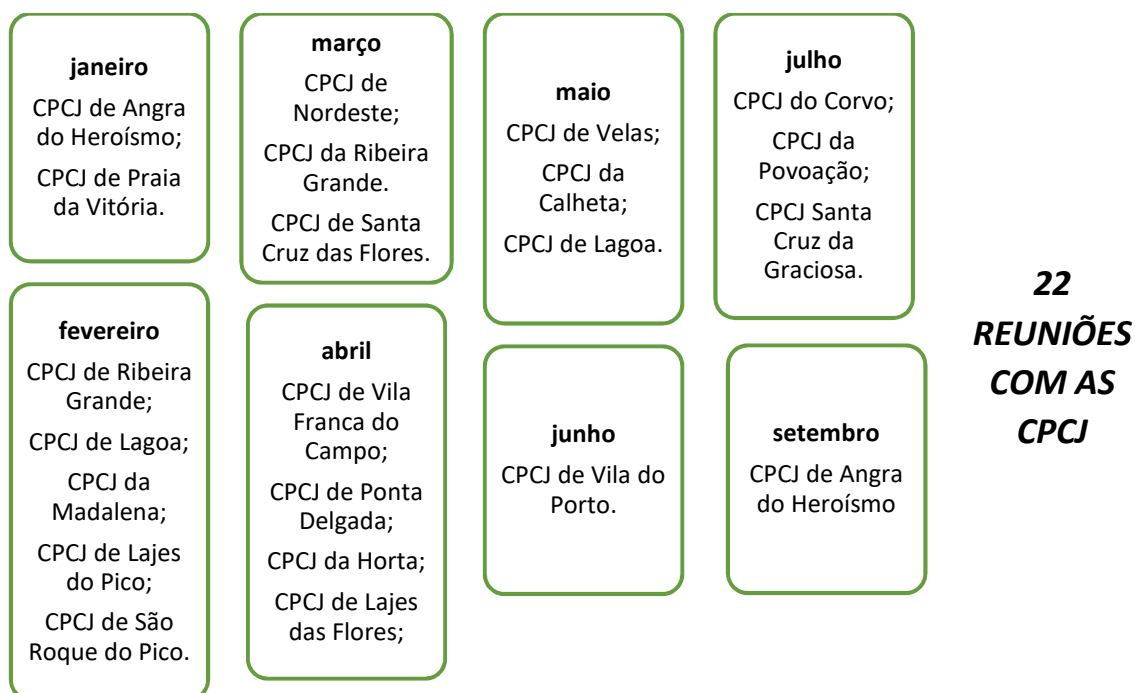 janeiro
CPCJ de Angra
do Heroísmo;
CPCJ de Praia
da Vitória.
fevereiro
CPCJ de Ribeira
Grande;
CPCJ de Lagoa;
CPCJ da
Madalena;
CPCJ de Lajes
do Pico;
CPCJ de São
Roque do Pico.
março
CPCJ de
Nordeste;
CPCJ da Ribeira
Grande.
CPCJ de Santa
Cruz das Flores.
abril
CPCJ de Vila
Franca do
Campo;
CPCJ de Ponta
Delgada;
CPCJ da Horta;
CPCJ de Lajes
das Flores;
maio
CPCJ de Velas;
CPCJ da
Calheta;
CPCJ de Lagoa.
junho
CPCJ de Vila do
Porto.
julho
CPCJ do Corvo;
CPCJ da
Povoação;
CPCJ Santa
Cruz da
Graciosa.
setembro
CPCJ de Angra
do Heroísmo
22
REUNIÕES
COM AS
CPCJ